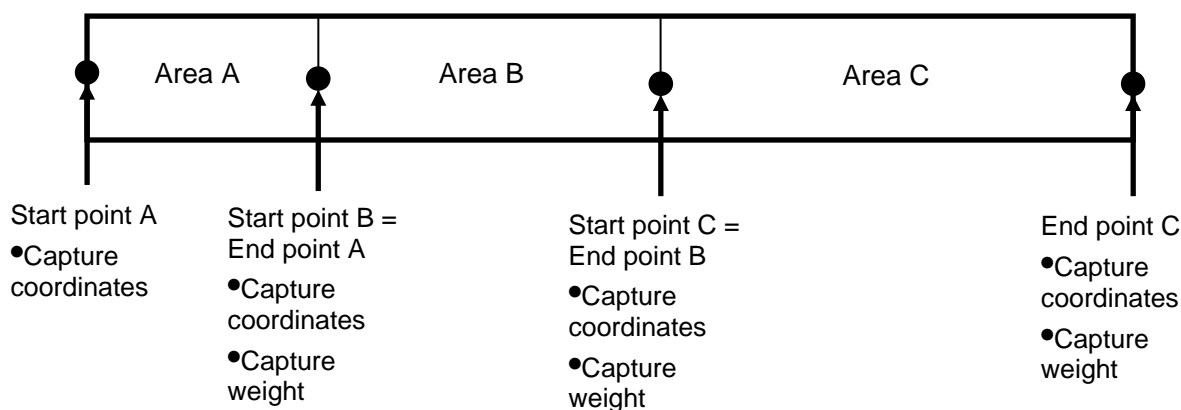 Area A
Area B
Area C
Start point A
●Capture
coordinates
Start point B =
End point A
●Capture
coordinates
●Capture
weight
Start point C =
End point B
●Capture
coordinates
●Capture
weight
End point C
●Capture
coordinates
●Capture
weight